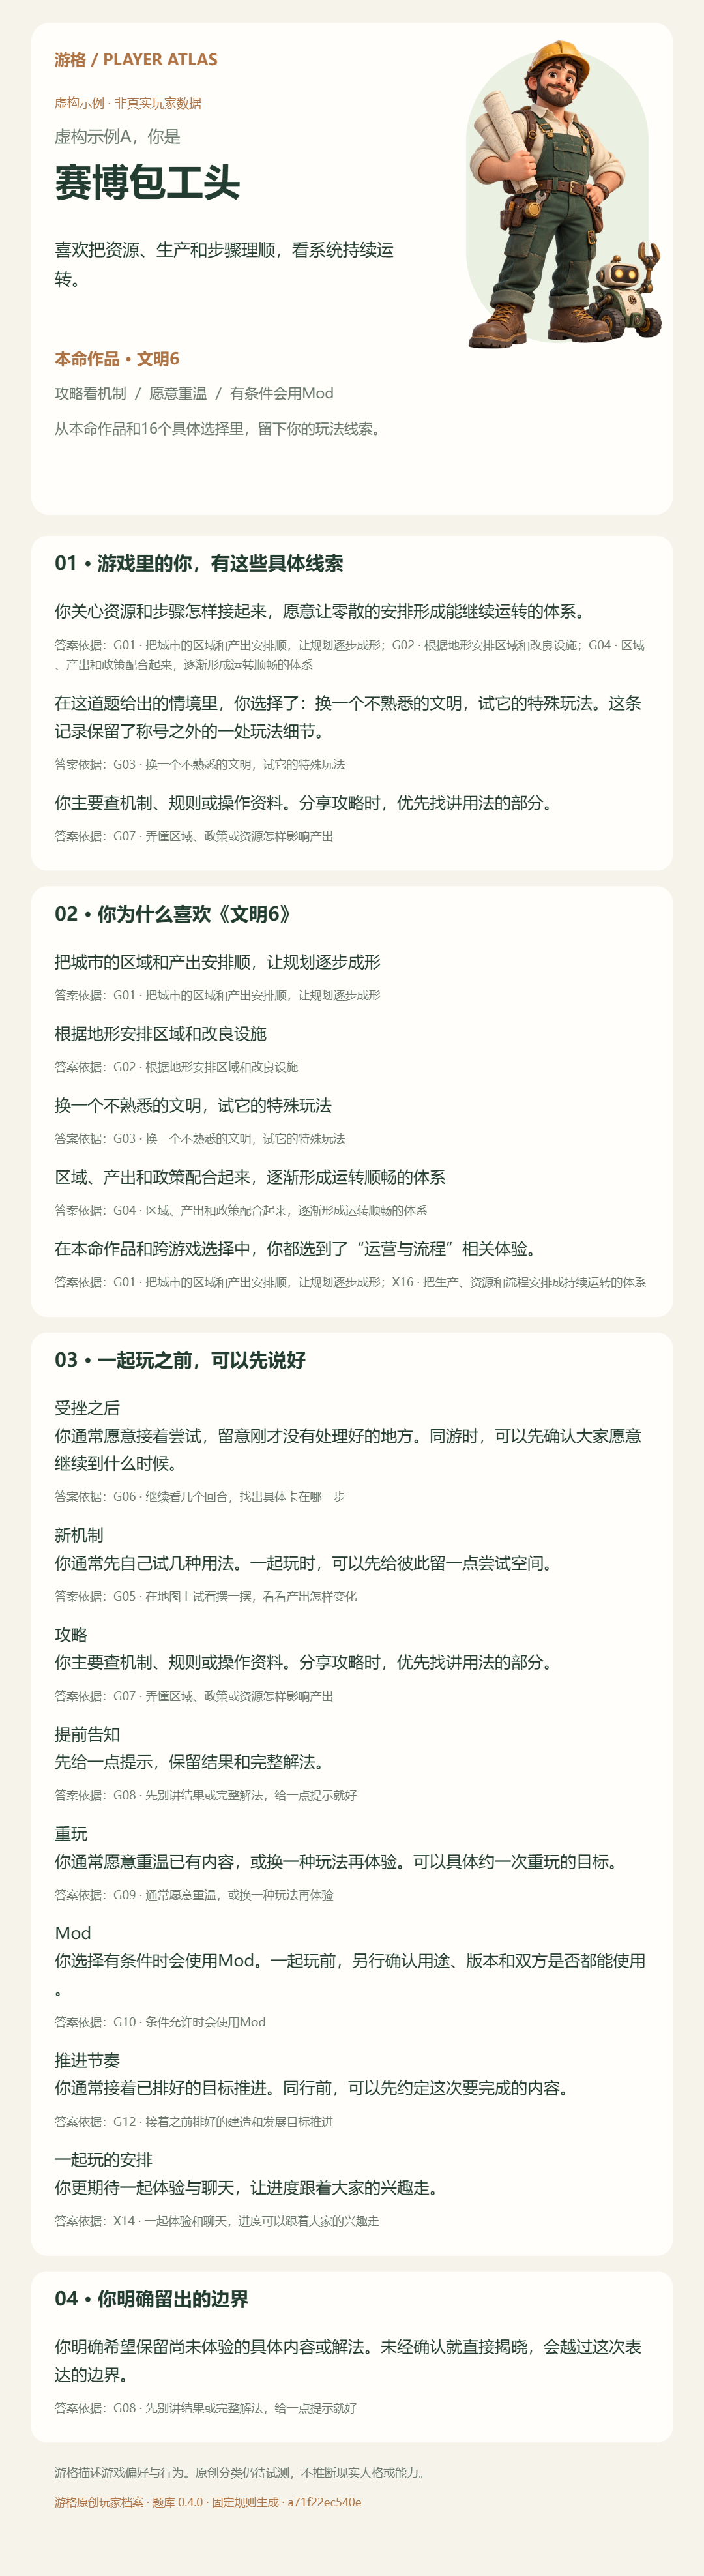 游格 / PLAYER ATLAS
虚构示例 · 非真实玩家数据
虚构示例A，你是
赛博包工头
喜欢把资源、生产和步骤理顺，看系统持续运
转。
本命作品 · 文明6
攻略看机制 / 愿意重温 / 有条件会用Mod
从本命作品和16个具体选择里，留下你的玩法线索。
01 · 游戏里的你，有这些具体线索
你关心资源和步骤怎样接起来，愿意让零散的安排形成能继续运转的体系。
答案依据：G01 · 把城市的区域和产出安排顺，让规划逐步成形；G02 · 根据地形安排区域和改良设施；G04 · 区域
、产出和政策配合起来，逐渐形成运转顺畅的体系
在这道题给出的情境里，你选择了：换一个不熟悉的文明，试它的特殊玩法。这条
记录保留了称号之外的一处玩法细节。
答案依据：G03 · 换一个不熟悉的文明，试它的特殊玩法
你主要查机制、规则或操作资料。分享攻略时，优先找讲用法的部分。
答案依据：G07 · 弄懂区域、政策或资源怎样影响产出
02 · 你为什么喜欢《文明6》
把城市的区域和产出安排顺，让规划逐步成形
答案依据：G01 · 把城市的区域和产出安排顺，让规划逐步成形
根据地形安排区域和改良设施
答案依据：G02 · 根据地形安排区域和改良设施
换一个不熟悉的文明，试它的特殊玩法
答案依据：G03 · 换一个不熟悉的文明，试它的特殊玩法
区域、产出和政策配合起来，逐渐形成运转顺畅的体系
答案依据：G04 · 区域、产出和政策配合起来，逐渐形成运转顺畅的体系
在本命作品和跨游戏选择中，你都选到了“运营与流程”相关体验。
答案依据：G01 · 把城市的区域和产出安排顺，让规划逐步成形；X16 · 把生产、资源和流程安排成持续运转的体系
03 · 一起玩之前，可以先说好
受挫之后
你通常愿意接着尝试，留意刚才没有处理好的地方。同游时，可以先确认大家愿意
继续到什么时候。
答案依据：G06 · 继续看几个回合，找出具体卡在哪一步
新机制
你通常先自己试几种用法。一起玩时，可以先给彼此留一点尝试空间。
答案依据：G05 · 在地图上试着摆一摆，看看产出怎样变化
攻略
你主要查机制、规则或操作资料。分享攻略时，优先找讲用法的部分。
答案依据：G07 · 弄懂区域、政策或资源怎样影响产出
提前告知
先给一点提示，保留结果和完整解法。
答案依据：G08 · 先别讲结果或完整解法，给一点提示就好
重玩
你通常愿意重温已有内容，或换一种玩法再体验。可以具体约一次重玩的目标。
答案依据：G09 · 通常愿意重温，或换一种玩法再体验
Mod
你选择有条件时会使用Mod。一起玩前，另行确认用途、版本和双方是否都能使用
。
答案依据：G10 · 条件允许时会使用Mod
推进节奏
你通常接着已排好的目标推进。同行前，可以先约定这次要完成的内容。
答案依据：G12 · 接着之前排好的建造和发展目标推进
一起玩的安排
你更期待一起体验与聊天，让进度跟着大家的兴趣走。
答案依据：X14 · 一起体验和聊天，进度可以跟着大家的兴趣走
04 · 你明确留出的边界
你明确希望保留尚未体验的具体内容或解法。未经确认就直接揭晓，会越过这次表
达的边界。
答案依据：G08 · 先别讲结果或完整解法，给一点提示就好
游格描述游戏偏好与行为。原创分类仍待试测，不推断现实人格或能力。
游格原创玩家档案 · 题库 0.4.0 · 固定规则生成 · a71f22ec540e